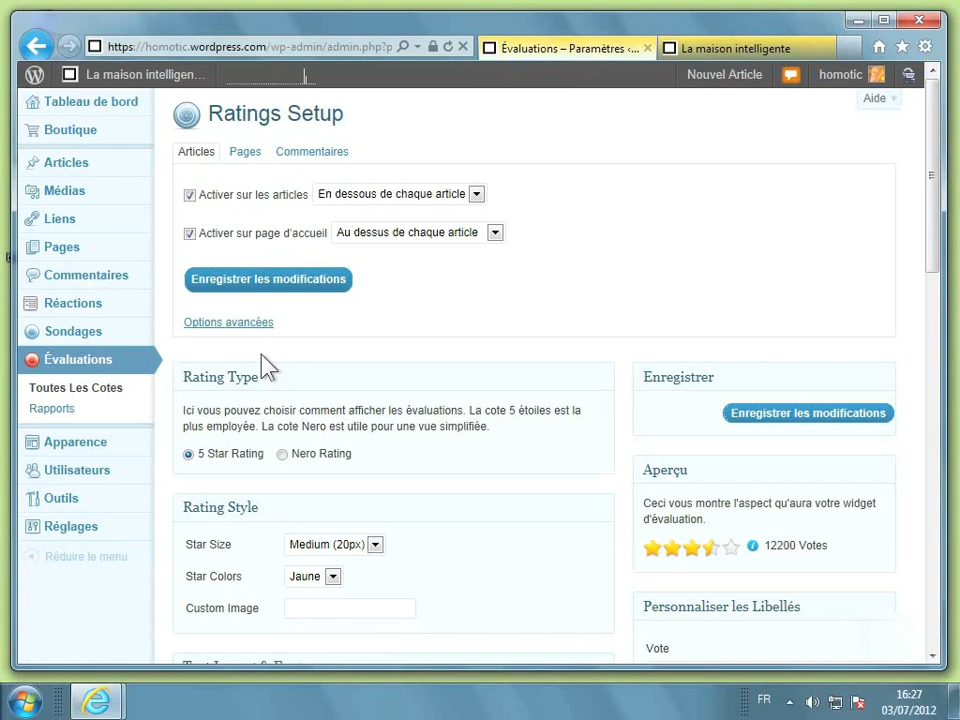 https://homotic.wordpress.com/wp-admin/admin.php?p
Évaluations – Paramètres ‹...
La maison intelligente
La maison intelligen...
Nouvel Article
homotic
Aide
Tableau de bord
Boutique
Articles
Médias
Liens
Pages
Commentaires
Réactions
Sondages
Évaluations
Toutes Les Cotes
Rapports
Apparence
Utilisateurs
Outils
Réglages
Réduire le menu
Ratings Setup
Articles Pages Commentaires
Activer sur les articles En dessous de chaque article
Activer sur page d'accueil Au dessus de chaque article
Enregistrer les modifications
Options avancées
Rating Type
Ici vous pouvez choisir comment afficher les évaluations. La cote 5 étoiles est la
plus employée. La cote Nero est utile pour une vue simplifiée.
5 Star Rating Nero Rating
Rating Style
Star Size Medium (20px)
Star Colors Jaune
Custom Image
Enregistrer
Enregistrer les modifications
Aperçu
Ceci vous montre l'aspect qu'aura votre widget
d'évaluation.
12200 Votes
Personnaliser les Libellés
Vote
FR
16:27
03/07/2012